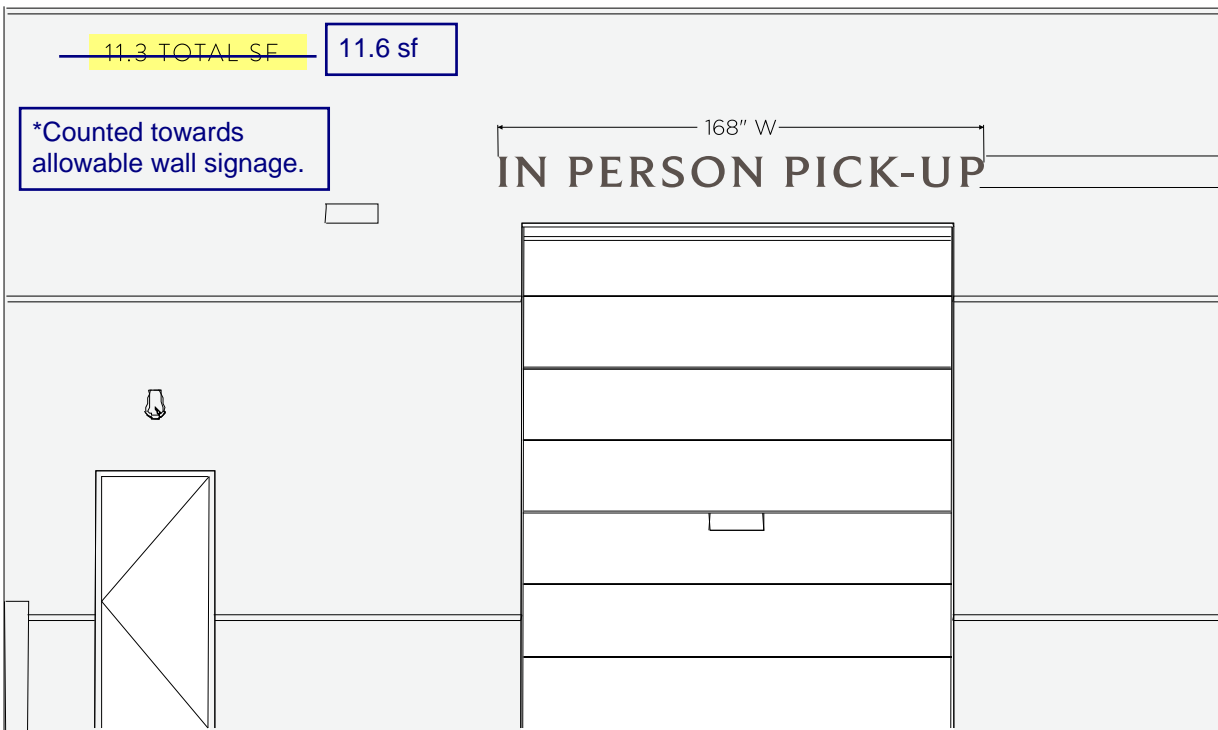 11.3 TOTAL SF
11.6 sf
*Counted towards
allowable wall signage.
168" W
IN PERSON PICK-UP